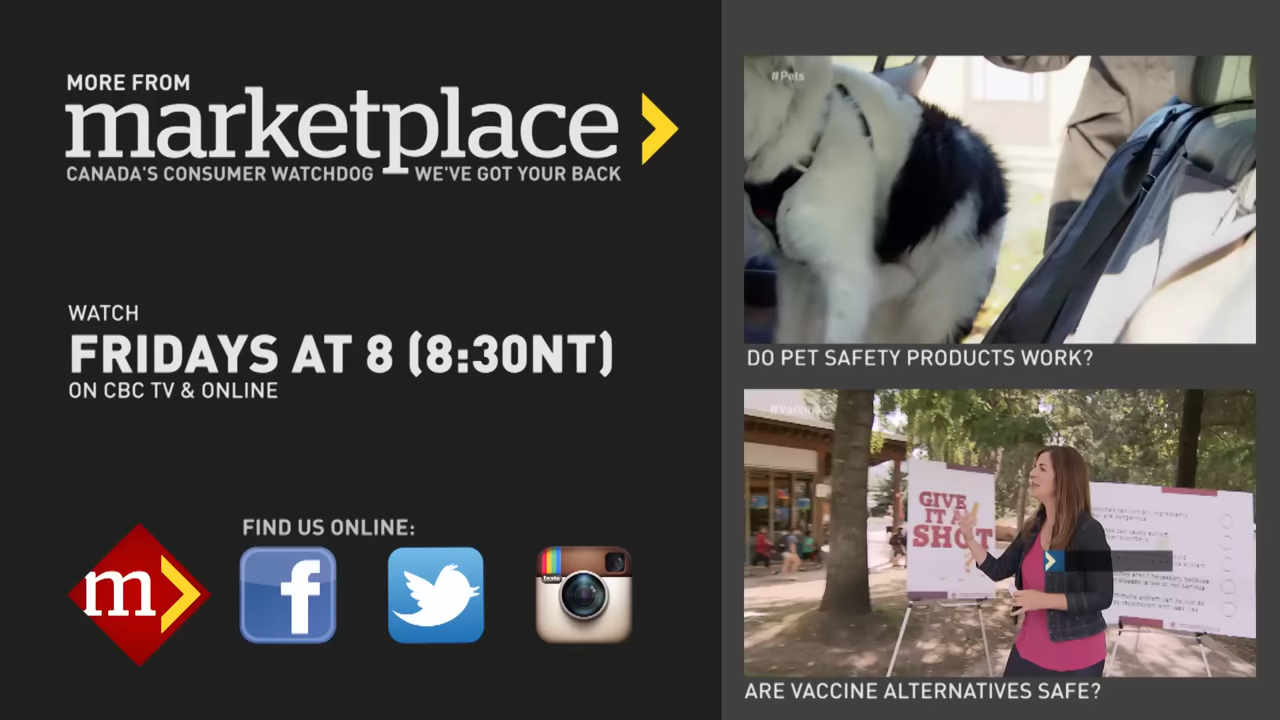 MORE FROM
marketplace
CANADA'S CONSUMER WATCHDOG WE'VE GOT YOUR BACK
WATCH
FRIDAYS AT 8 (8:30NT)
ON CBC TV & ONLINE
FIND US ONLINE:
m
f
Insta
#Pets
DO PET SAFETY PRODUCTS WORK?
GIVE
IT A
SHOT
ARE VACCINE ALTERNATIVES SAFE?